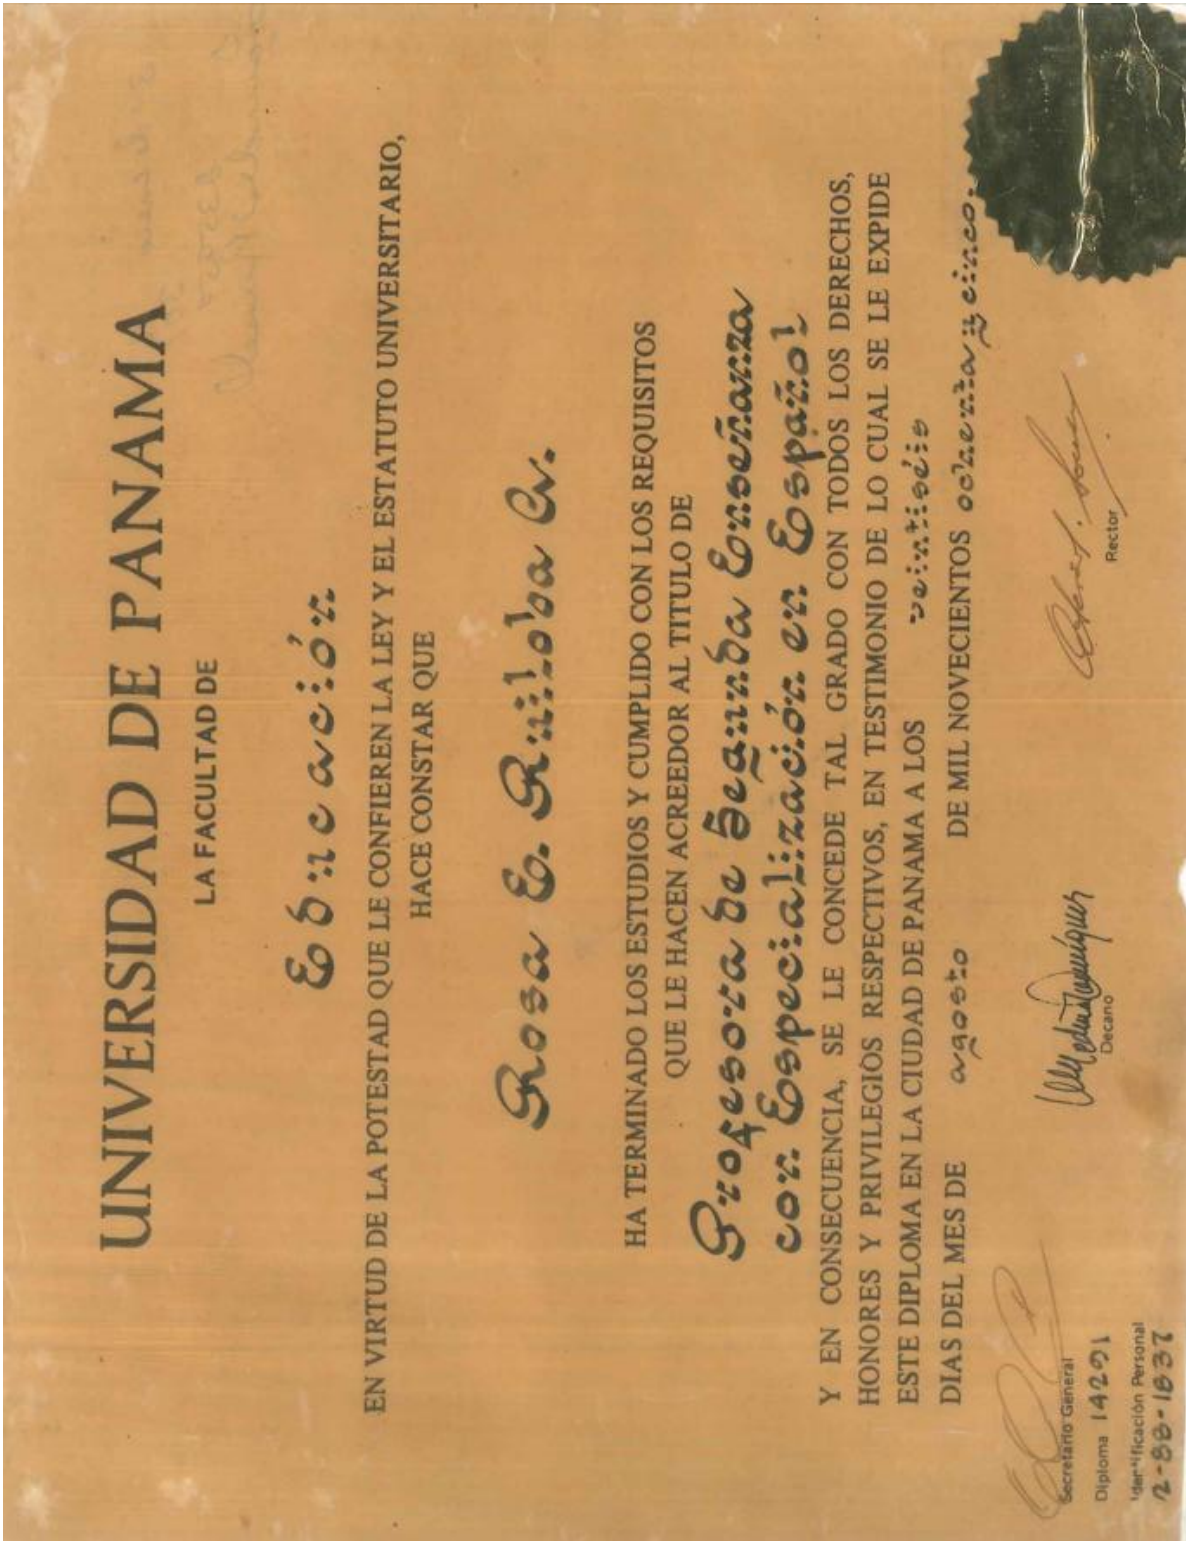 UNIVERSIDAD DE PANAMA
LA FACULTAD DE
Educación
EN VIRTUD DE LA POTESTAD QUE LE CONFIEREN LA LEY Y EL ESTATUTO UNIVERSITARIO,
HACE CONSTAR QUE
Rosa E. Ruiloba A.
HA TERMINADO LOS ESTUDIOS Y CUMPLIDO CON LOS REQUISITOS
QUE LE HACEN ACREEDOR AL TITULO DE
Profesora de Segunda Enseñanza
con Especialización en Español
Y EN CONSECUENCIA, SE LE CONCEDE TAL GRADO CON TODOS LOS DERECHOS,
HONORES Y PRIVILEGIOS RESPECTIVOS, EN TESTIMONIO DE LO CUAL SE LE EXPIDE
ESTE DIPLOMA EN LA CIUDAD DE PANAMA A LOS veintiséis
DIAS DEL MES DE agosto DE MIL NOVECIENTOS ochenta y cinco.
Secretario General
Decano
Rector
Diploma 14291
Identificación Personal
2-86-1637